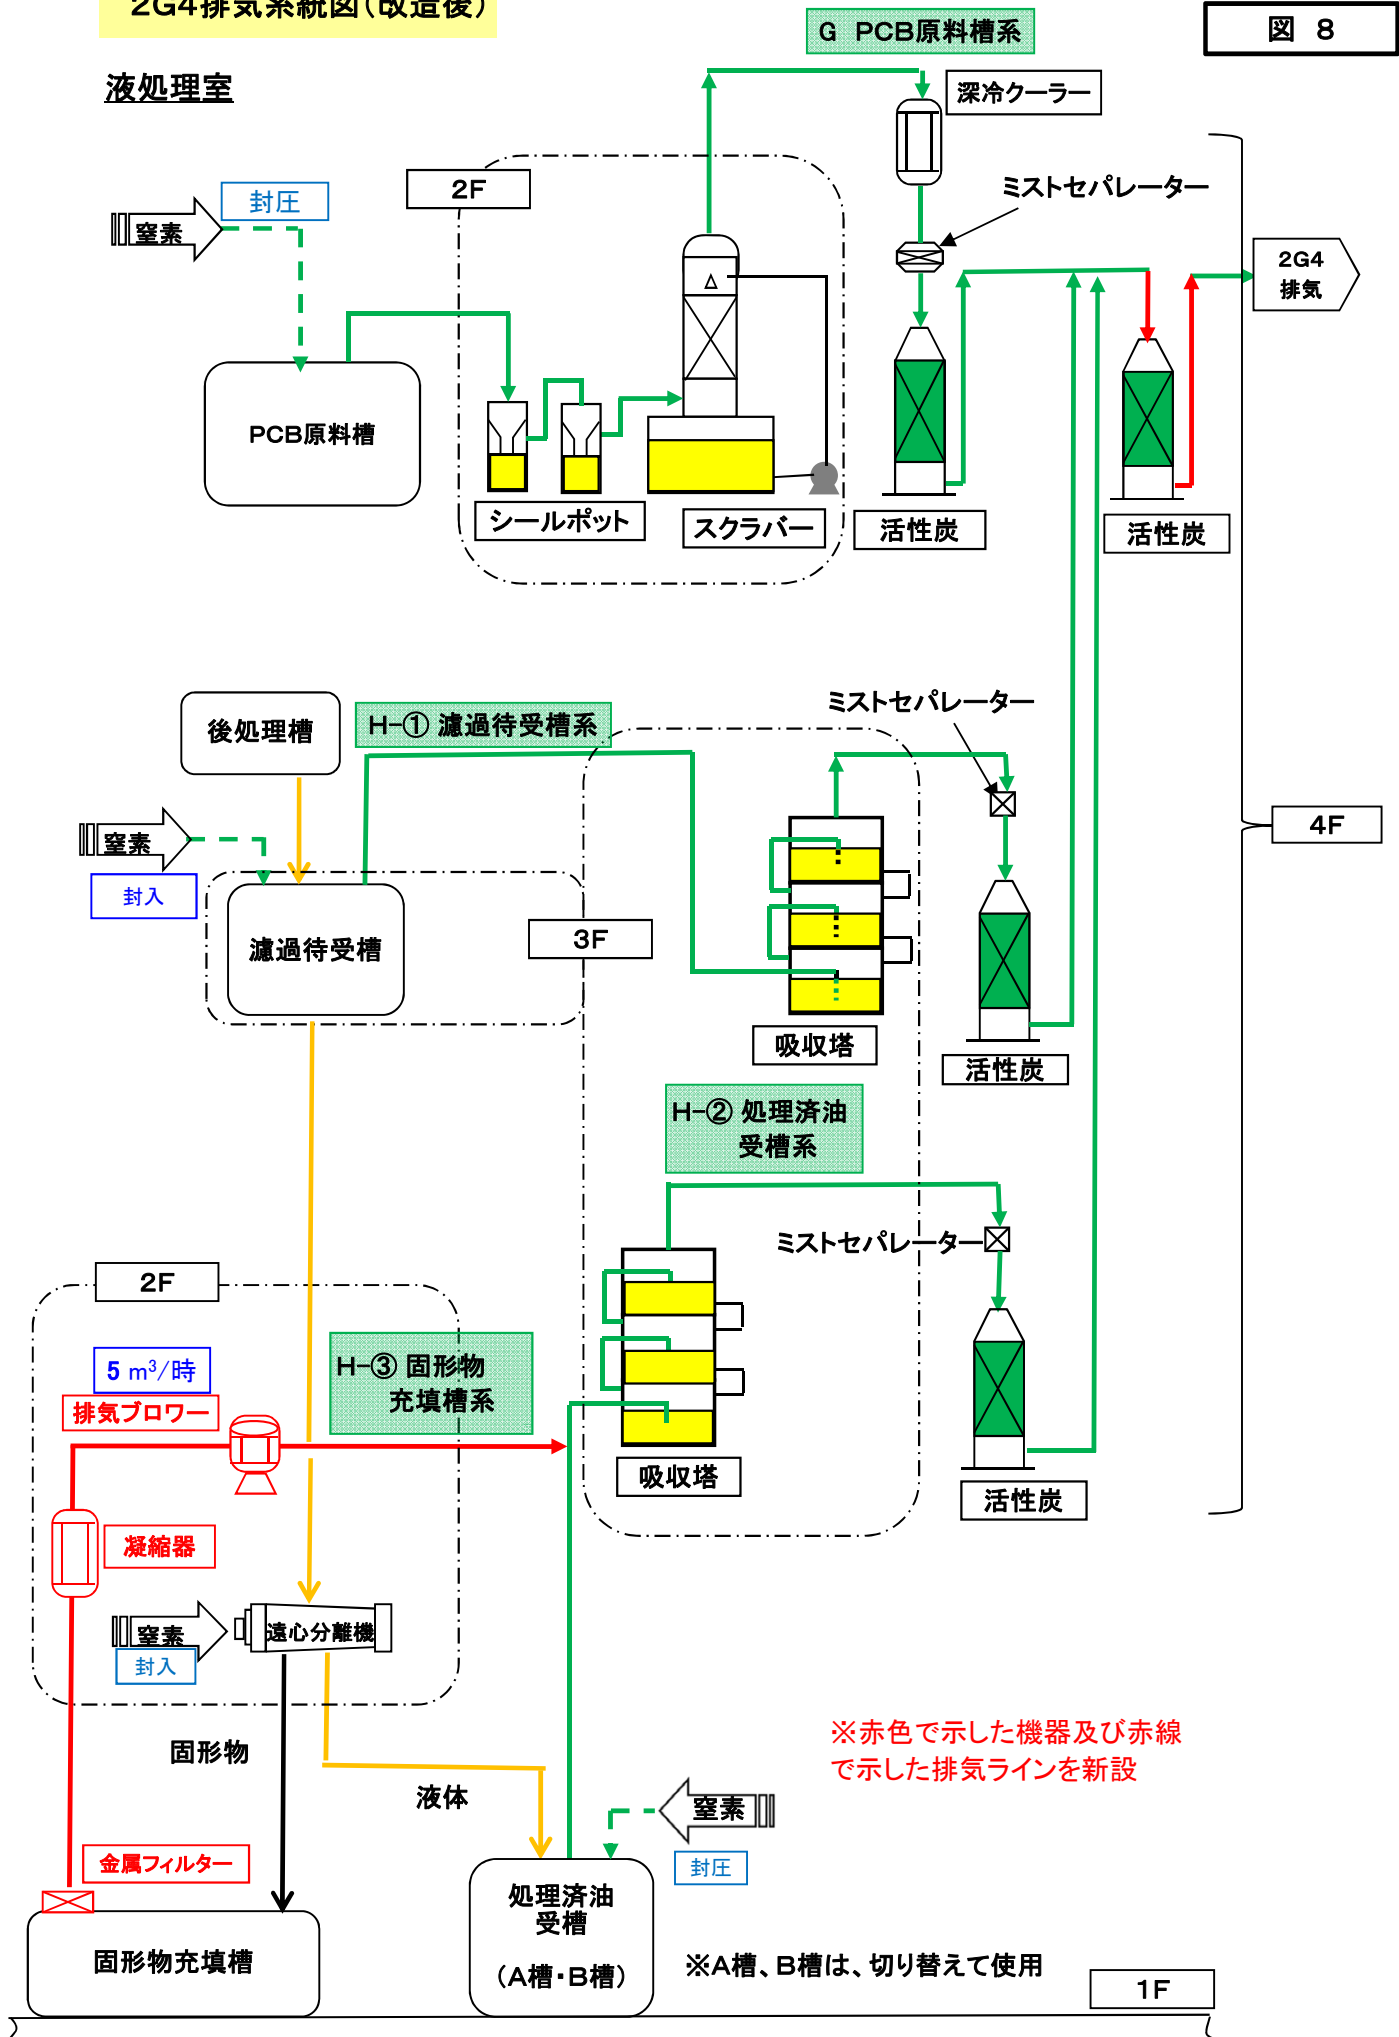 2G4排気系統図(改造後)
図 8
G PCB原料槽系
液処理室
深冷クーラー
2F
封圧
窒素
ミストセパレーター
2G4
排気
PCB原料槽
シールポット
スクラバー
活性炭
活性炭
後処理槽
H-① 濾過待受槽系
ミストセパレーター
4F
窒素
封入
濾過待受槽
3F
吸収塔
活性炭
H-② 処理済油
受槽系
ミストセパレーター
2F
5 m³/時
排気ブロワー
H-③ 固形物
充填槽系
吸収塔
活性炭
凝縮器
窒素
封入
遠心分離機
固形物
液体
※赤色で示した機器及び赤線
で示した排気ラインを新設
窒素
封圧
金属フィルター
固形物充填槽
処理済油
受槽
(A槽・B槽)
※A槽、B槽は、切り替えて使用
1F